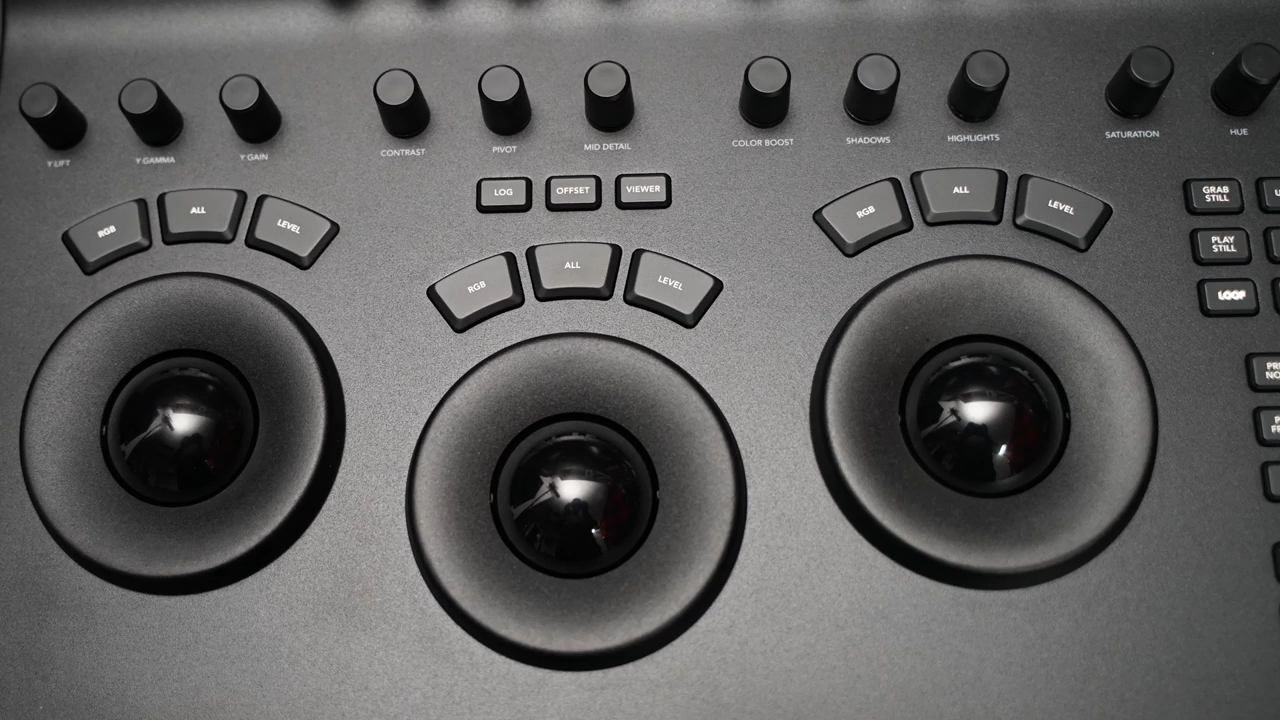 Y LIFT
Y GAMMA
Y GAIN
CONTRAST
PIVOT
MID DETAIL
COLOR BOOST
SHADOWS
HIGHLIGHTS
SATURATION
HUE
RGB
ALL
LEVEL
LOG
OFFSET
VIEWER
RGB
ALL
LEVEL
RGB
ALL
LEVEL
GRAB
STILL
PLAY
STILL
LOOP